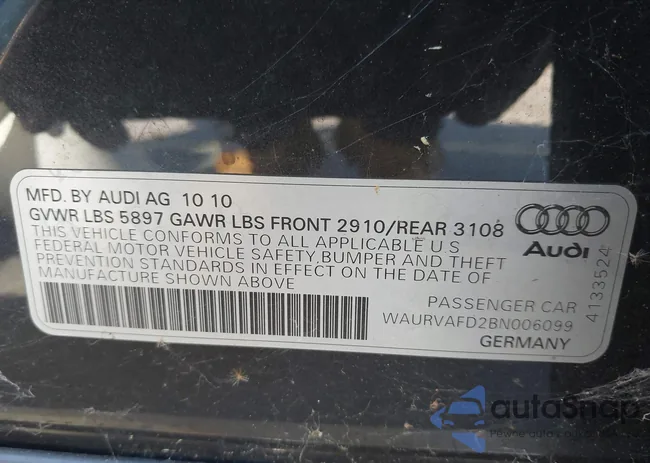 MFD. BY AUDI AG 10 10
GVWR LBS 5897 GAWR LBS FRONT 2910/REAR 3108
THIS VEHICLE CONFORMS TO ALL APPLICABLE U S
FEDERAL MOTOR VEHICLE SAFETY, BUMPER AND THEFT
PREVENTION STANDARDS IN EFFECT ON THE DATE OF
MANUFACTURE SHOWN ABOVE
Audi
4133524
PASSENGER CAR
WAURVAFD2BN006099
GERMANY
autoSnap
Pewne auto